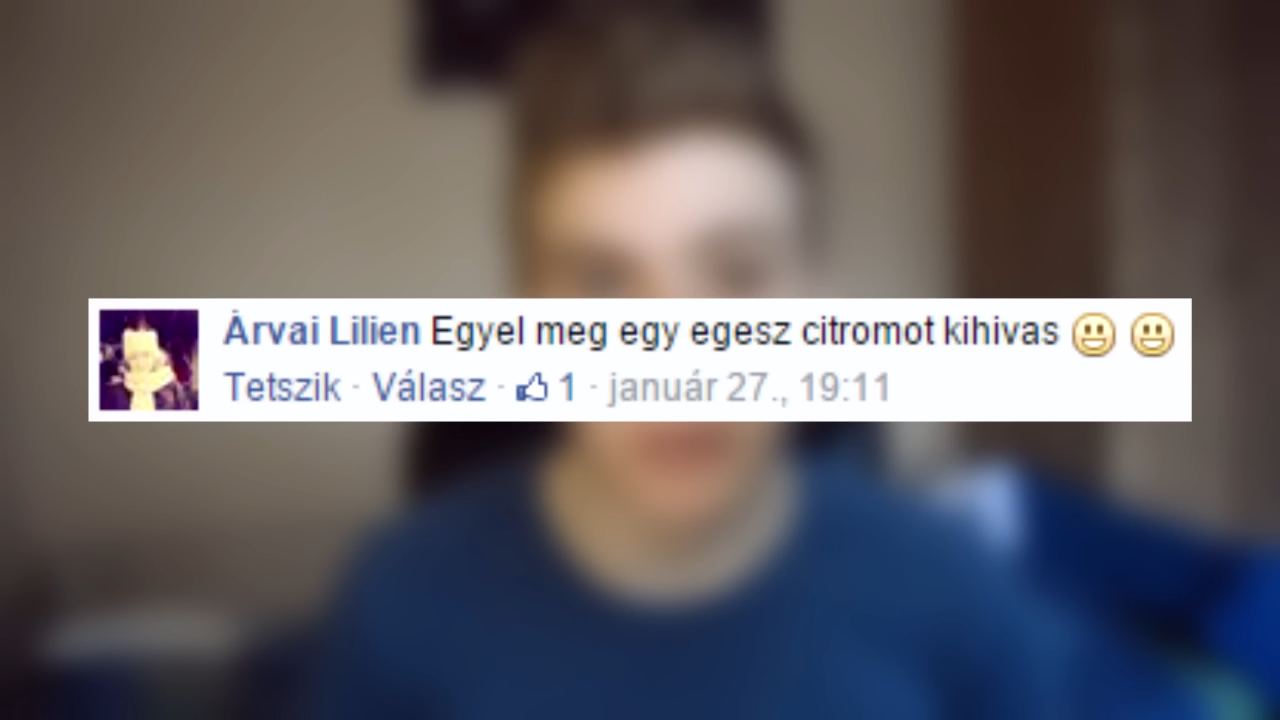 Árvai Lilien Egyel meg egy egesz citromot kihivas
Tetszik · Válasz · 1 · január 27., 19:11